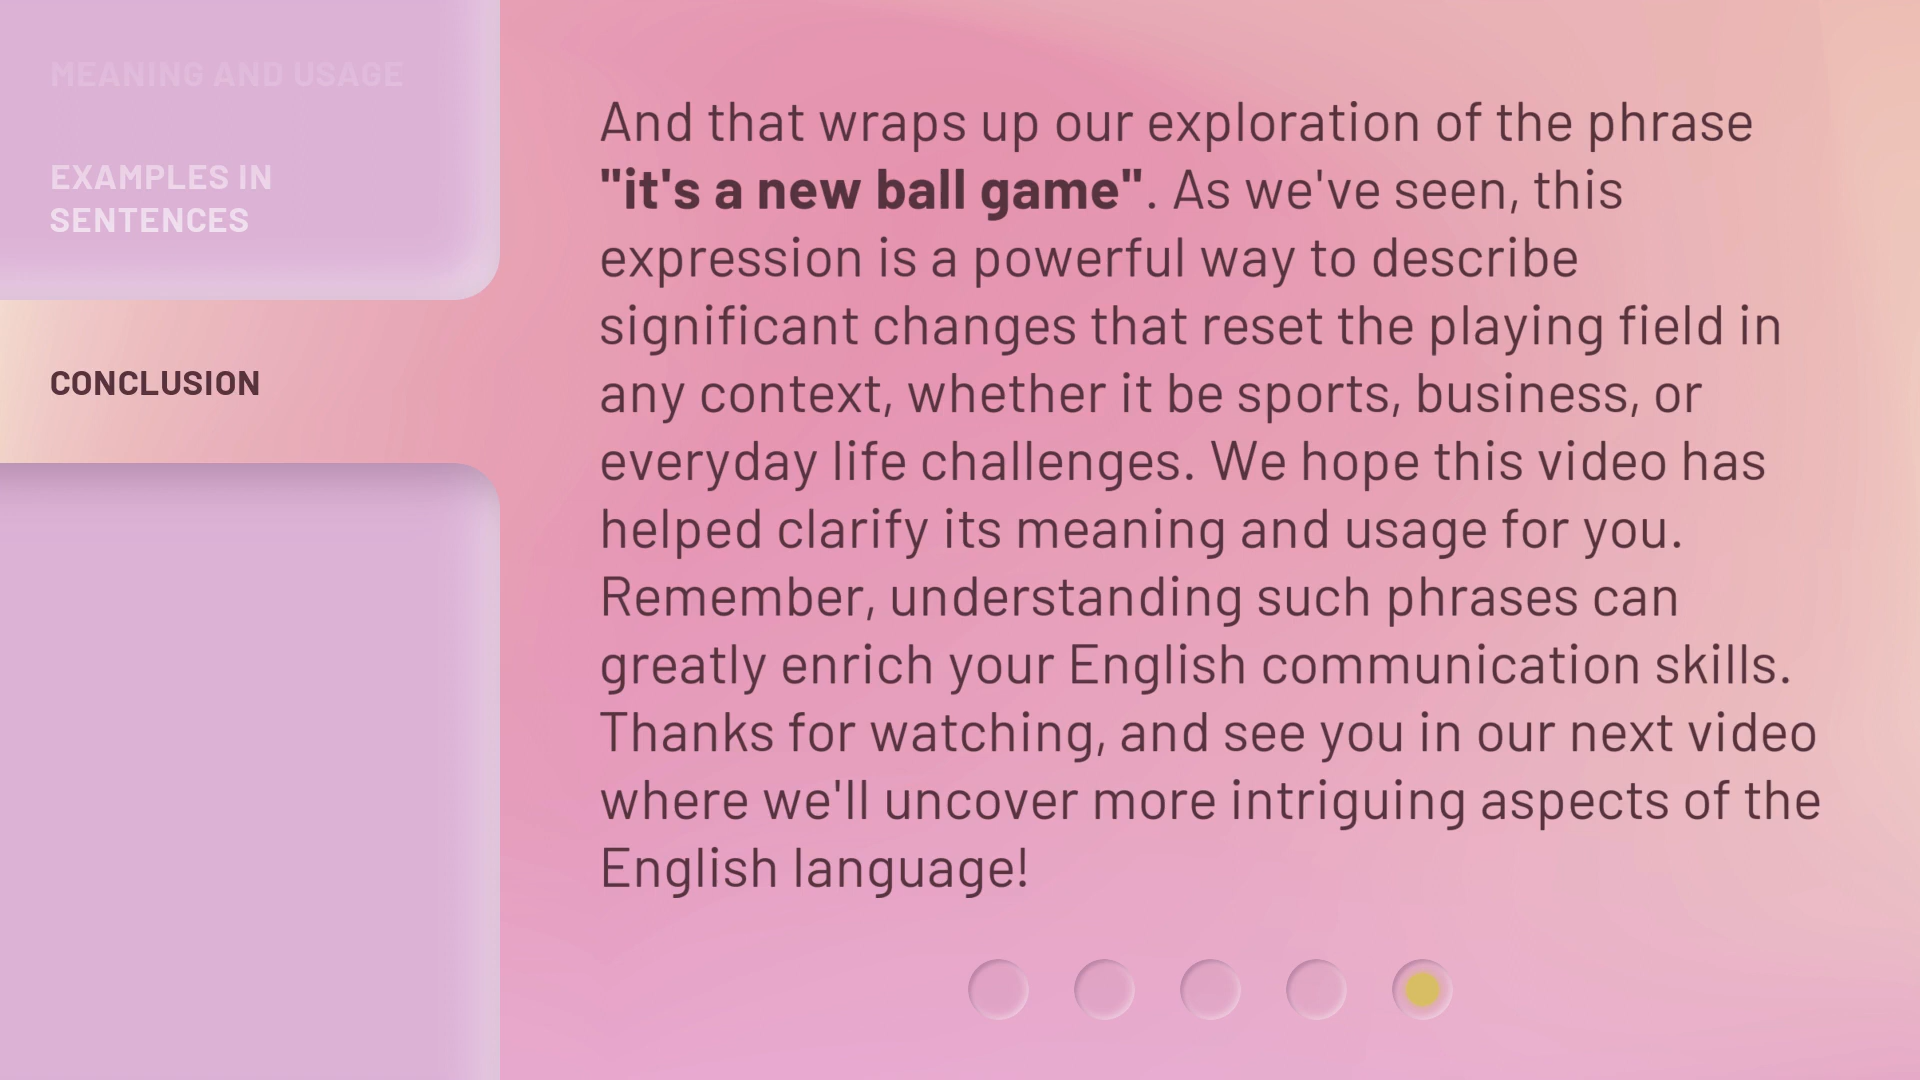 MEANING AND USAGE
EXAMPLES IN
SENTENCES
CONCLUSION
And that wraps up our exploration of the phrase
"it's a new ball game". As we've seen, this
expression is a powerful way to describe
significant changes that reset the playing field in
any context, whether it be sports, business, or
everyday life challenges. We hope this video has
helped clarify its meaning and usage for you.
Remember, understanding such phrases can
greatly enrich your English communication skills.
Thanks for watching, and see you in our next video
where we'll uncover more intriguing aspects of the
English language!